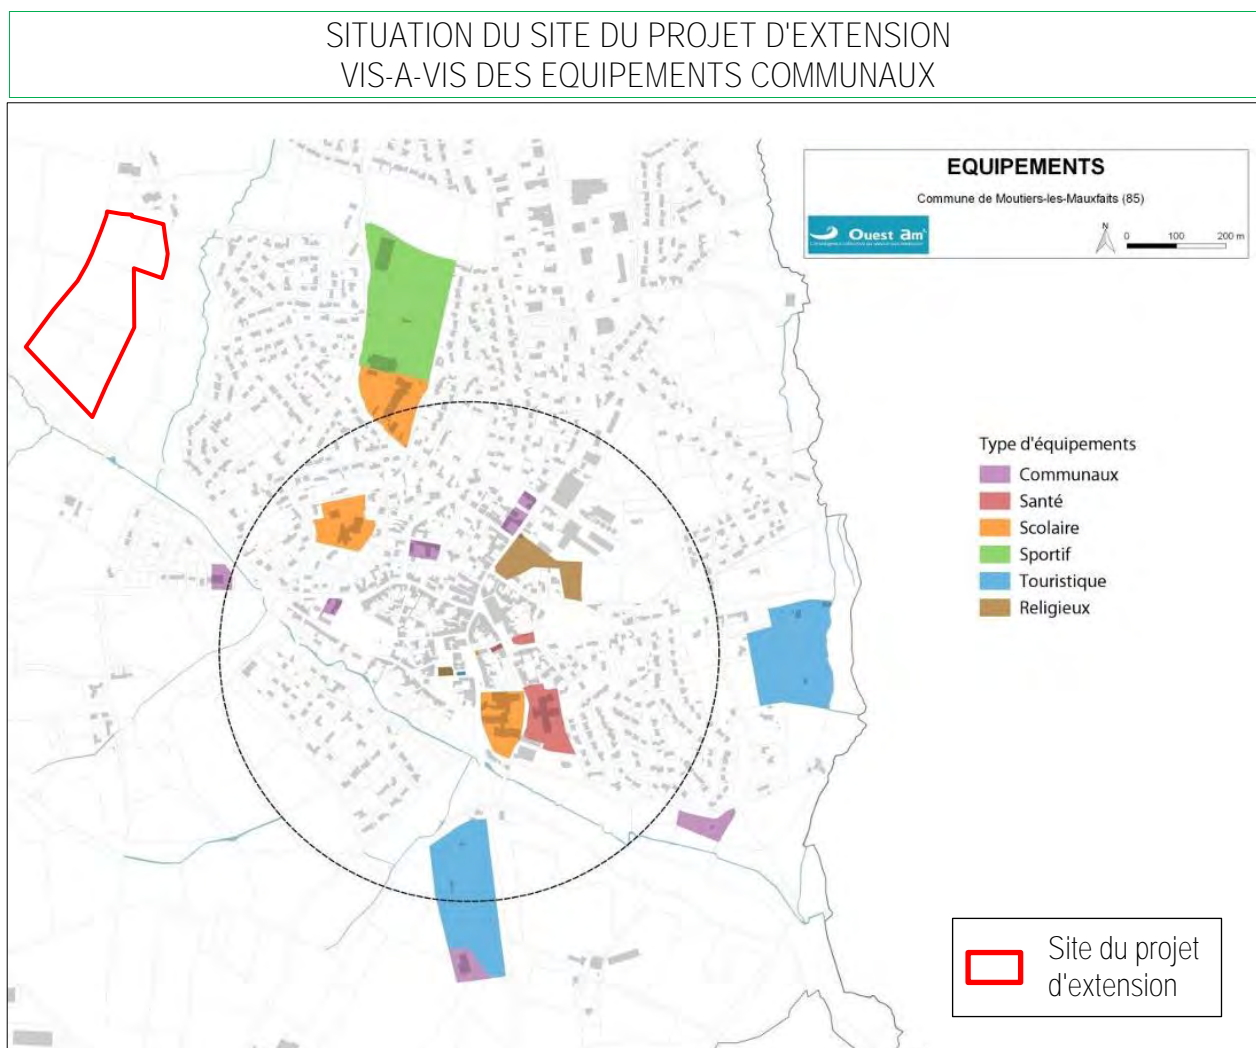 SITUATION DU SITE DU PROJET D'EXTENSION
VIS-A-VIS DES EQUIPEMENTS COMMUNAUX
EQUIPEMENTS
Commune de Moutiers-les-Mauxfaits (85)
Ouest am'
N
0 100 200 m
Type d'équipements
Communaux
Santé
Scolaire
Sportif
Touristique
Religieux
Site du projet
d'extension